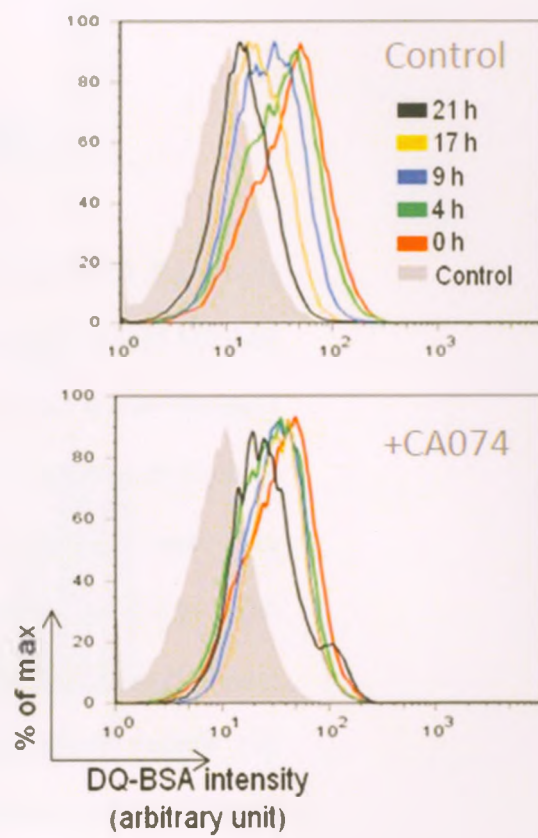 100
80
60
40
20
0
10⁰ 10¹ 10² 10³
Control
21 h
17 h
9 h
4 h
0 h
Control
100
80
60
40
20
0
10⁰ 10¹ 10² 10³
+CA074
% of max
DQ-BSA intensity
(arbitrary unit)